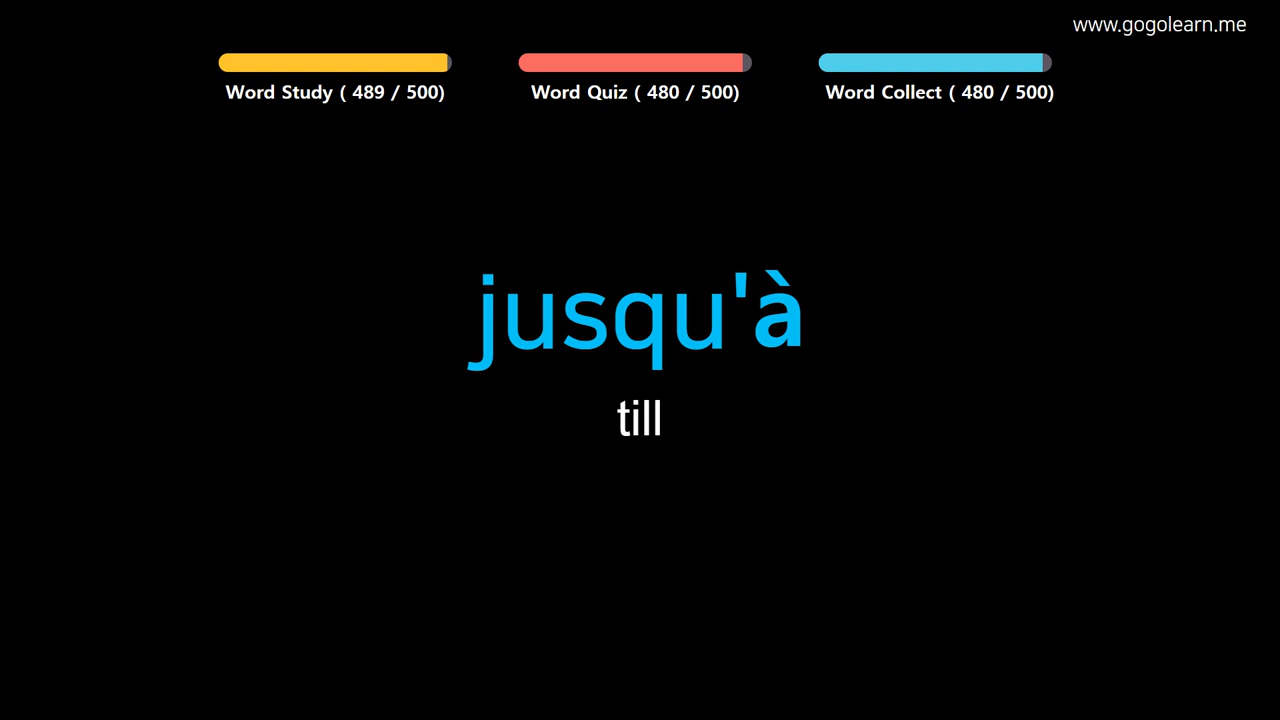 www.gogolearn.me
Word Study ( 489 / 500)
Word Quiz ( 480 / 500)
Word Collect ( 480 / 500)
jusqu'à
till